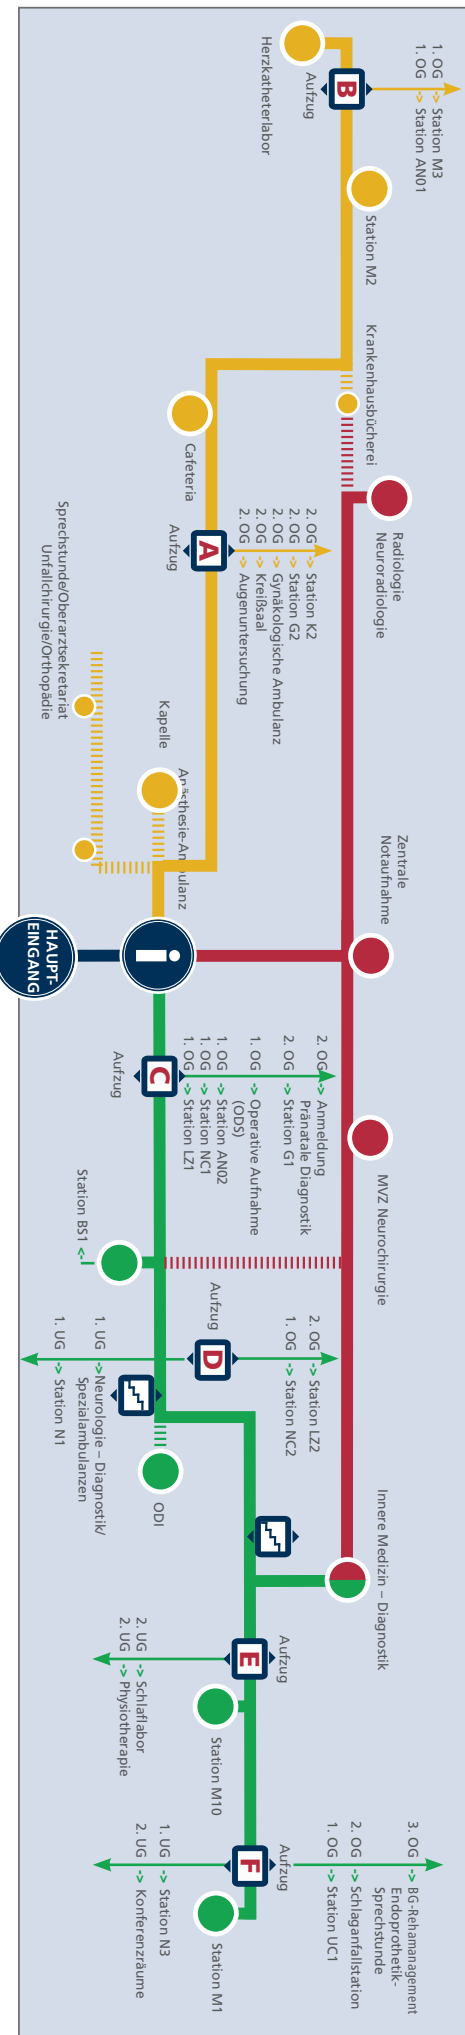 Herzkatheterlabor
Aufzug
B
1. OG -> Station M3
1. OG -> Station AN01
Station M2
Krankenhausbücherei
Radiologie
Neuroradiologie
Cafeteria
Aufzug
A
2. OG -> Station K2
2. OG -> Station G2
2. OG -> Gynäkologische Ambulanz
2. OG -> Kreißsaal
2. OG -> Augenuntersuchung
Sprechstunde/Oberarztsekretariat
Unfallchirurgie/Orthopädie
Kapelle
Anästhesie-Ambulanz
Zentrale
Notaufnahme
HAUPT-
EINGANG
i
Aufzug
C
2. OG -> Anmeldung
Pränatale Diagnostik
2. OG -> Station G1
1. OG -> Operative Aufnahme
(ODS)
1. OG -> Station AN02
1. OG -> Station NC1
1. OG -> Station LZ1
MVZ Neurochirurgie
Station BS1 <-I
Aufzug
D
2. OG -> Station LZ2
1. OG -> Station NC2
1. UG ->Neurologie – Diagnostik/
Spezialambulanzen
1. UG -> Station N1
ODI
Innere Medizin – Diagnostik
Aufzug
E
2. UG -> Schlaflabor
2. UG -> Physiotherapie
Station M10
Aufzug
F
3. OG -> BG-Rehamanagement
Endoprothetik-
Sprechstunde
2. OG -> Schlaganfallstation
1. OG -> Station UC1
1. UG -> Station N3
2. UG -> Konferenzräume
Station M1